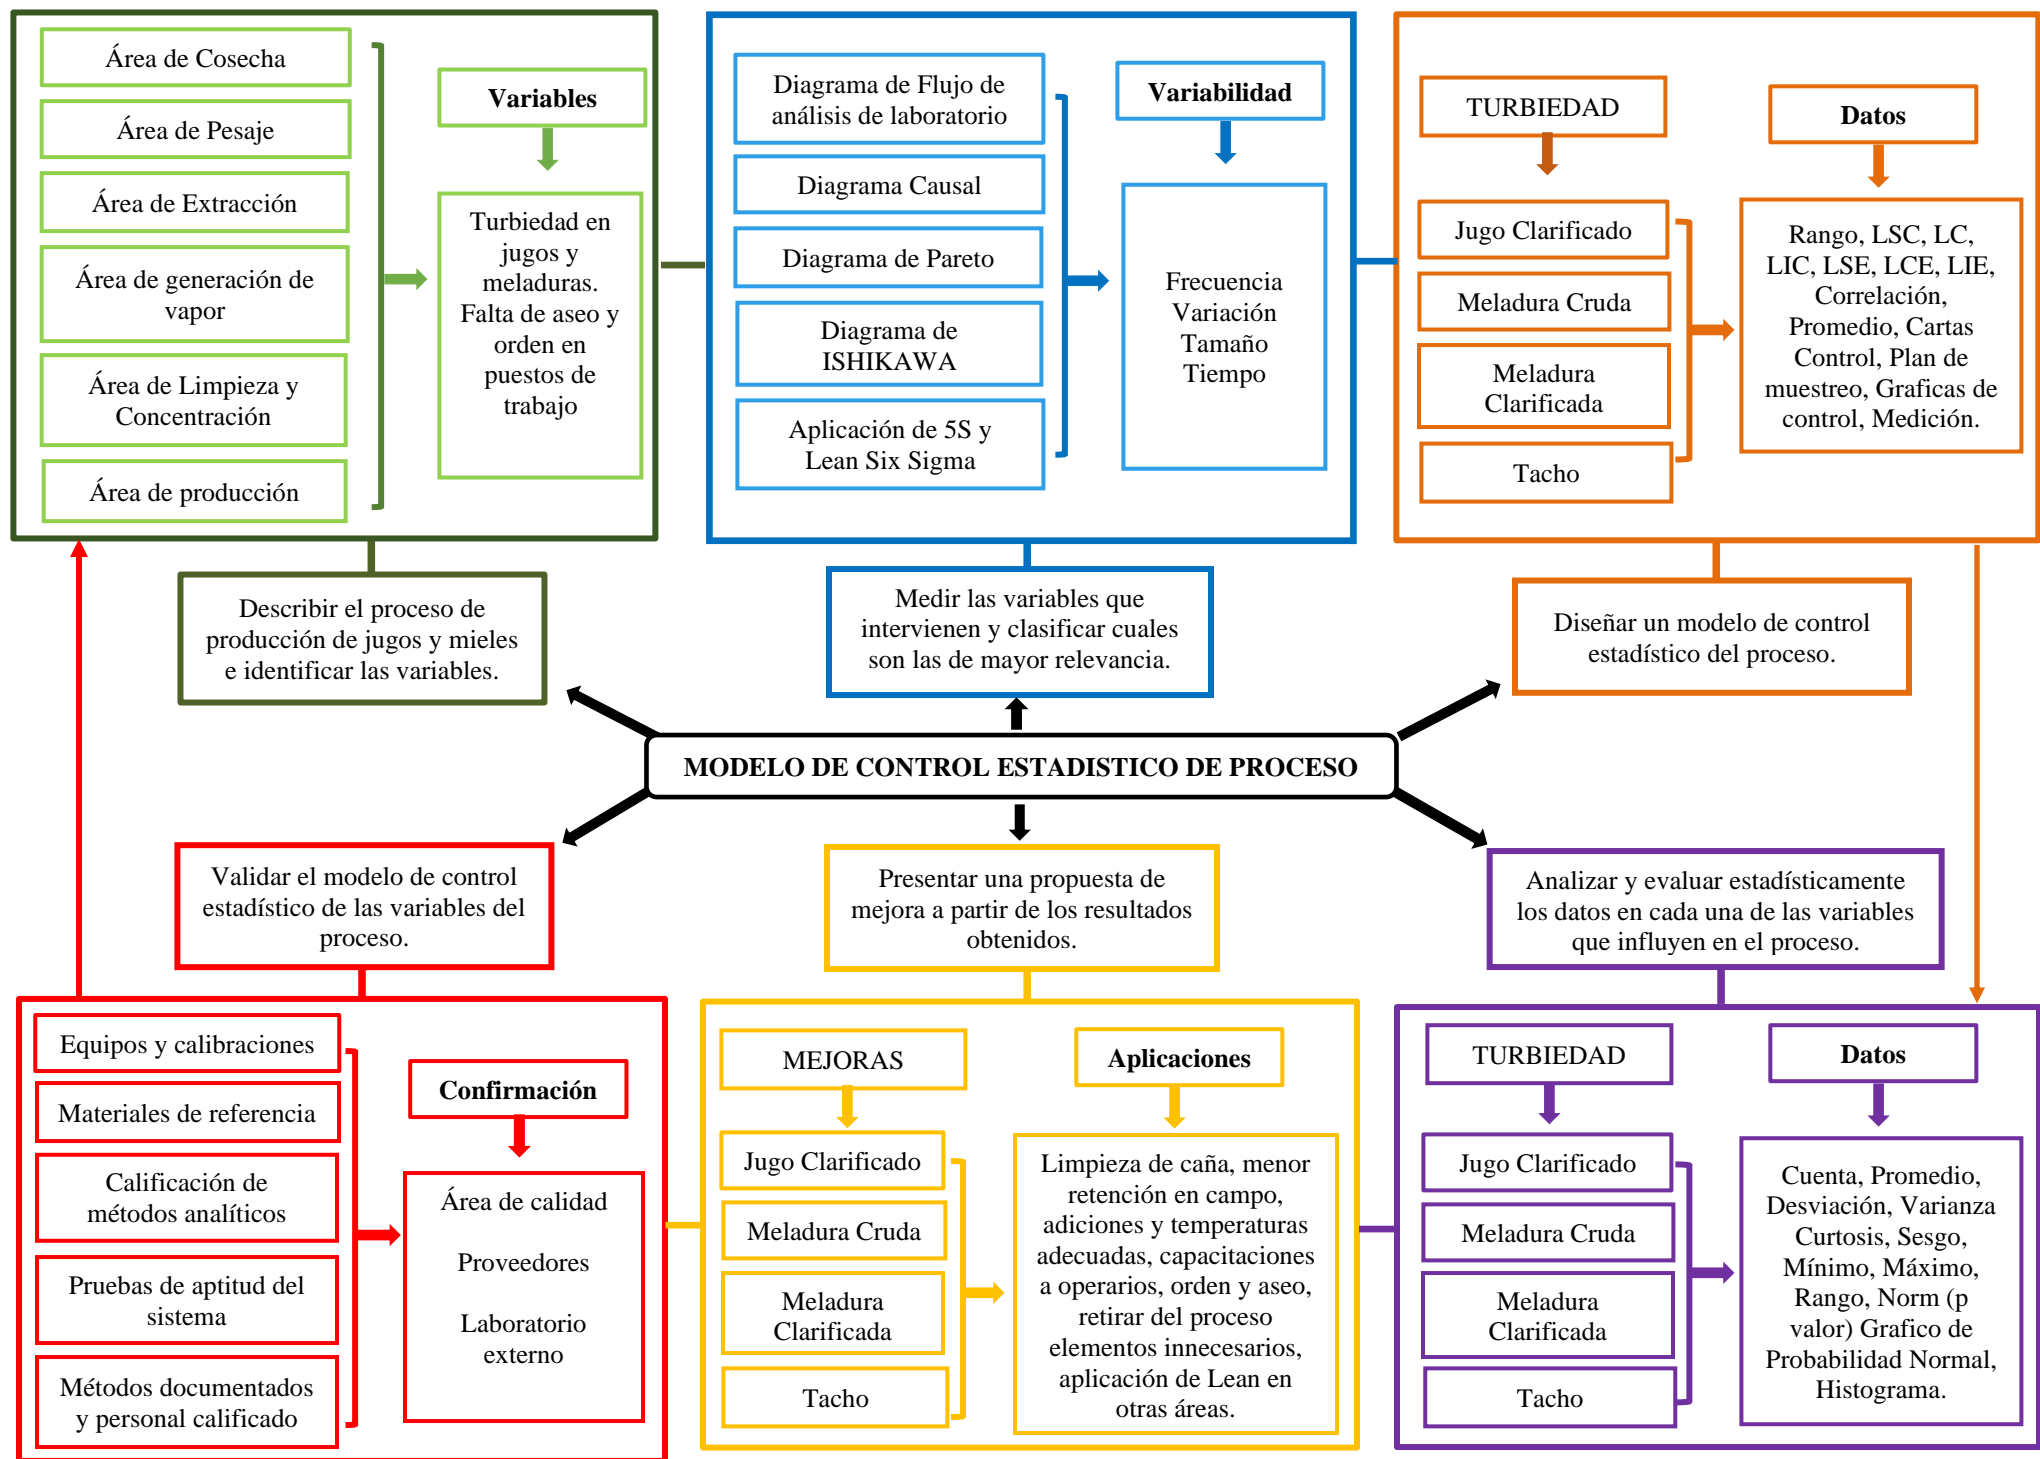 Área de Cosecha
Área de Pesaje
Área de Extracción
Área de generación de
vapor
Área de Limpieza y
Concentración
Área de producción
Variables
Turbiedad en
jugos y
meladuras.
Falta de aseo y
orden en
puestos de
trabajo
Diagrama de Flujo de
análisis de laboratorio
Diagrama Causal
Diagrama de Pareto
Diagrama de
ISHIKAWA
Aplicación de 5S y
Lean Six Sigma
Variabilidad
Frecuencia
Variación
Tamaño
Tiempo
TURBIEDAD
Jugo Clarificado
Meladura Cruda
Meladura
Clarificada
Tacho
Datos
Rango, LSC, LC,
LIC, LSE, LCE, LIE,
Correlación,
Promedio, Cartas
Control, Plan de
muestreo, Graficas de
control, Medición.
Describir el proceso de
producción de jugos y mieles
e identificar las variables.
Medir las variables que
intervienen y clasificar cuales
son las de mayor relevancia.
Diseñar un modelo de control
estadístico del proceso.
MODELO DE CONTROL ESTADISTICO DE PROCESO
Validar el modelo de control
estadístico de las variables del
proceso.
Presentar una propuesta de
mejora a partir de los resultados
obtenidos.
Analizar y evaluar estadísticamente
los datos en cada una de las variables
que influyen en el proceso.
Equipos y calibraciones
Materiales de referencia
Calificación de
métodos analíticos
Pruebas de aptitud del
sistema
Métodos documentados
y personal calificado
Confirmación
Área de calidad
Proveedores
Laboratorio
externo
MEJORAS
Jugo Clarificado
Meladura Cruda
Meladura
Clarificada
Tacho
Aplicaciones
Limpieza de caña, menor
retención en campo,
adiciones y temperaturas
adecuadas, capacitaciones
a operarios, orden y aseo,
retirar del proceso
elementos innecesarios,
aplicación de Lean en
otras áreas.
TURBIEDAD
Jugo Clarificado
Meladura Cruda
Meladura
Clarificada
Tacho
Datos
Cuenta, Promedio,
Desviación, Varianza
Curtosis, Sesgo,
Mínimo, Máximo,
Rango, Norm (p
valor) Grafico de
Probabilidad Normal,
Histograma.